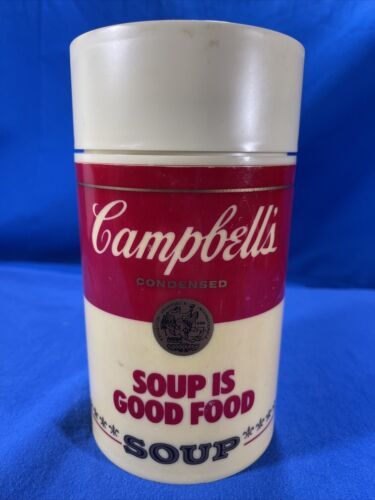 Campbell's
CONDENSED
SOUP IS
GOOD FOOD
SOUP